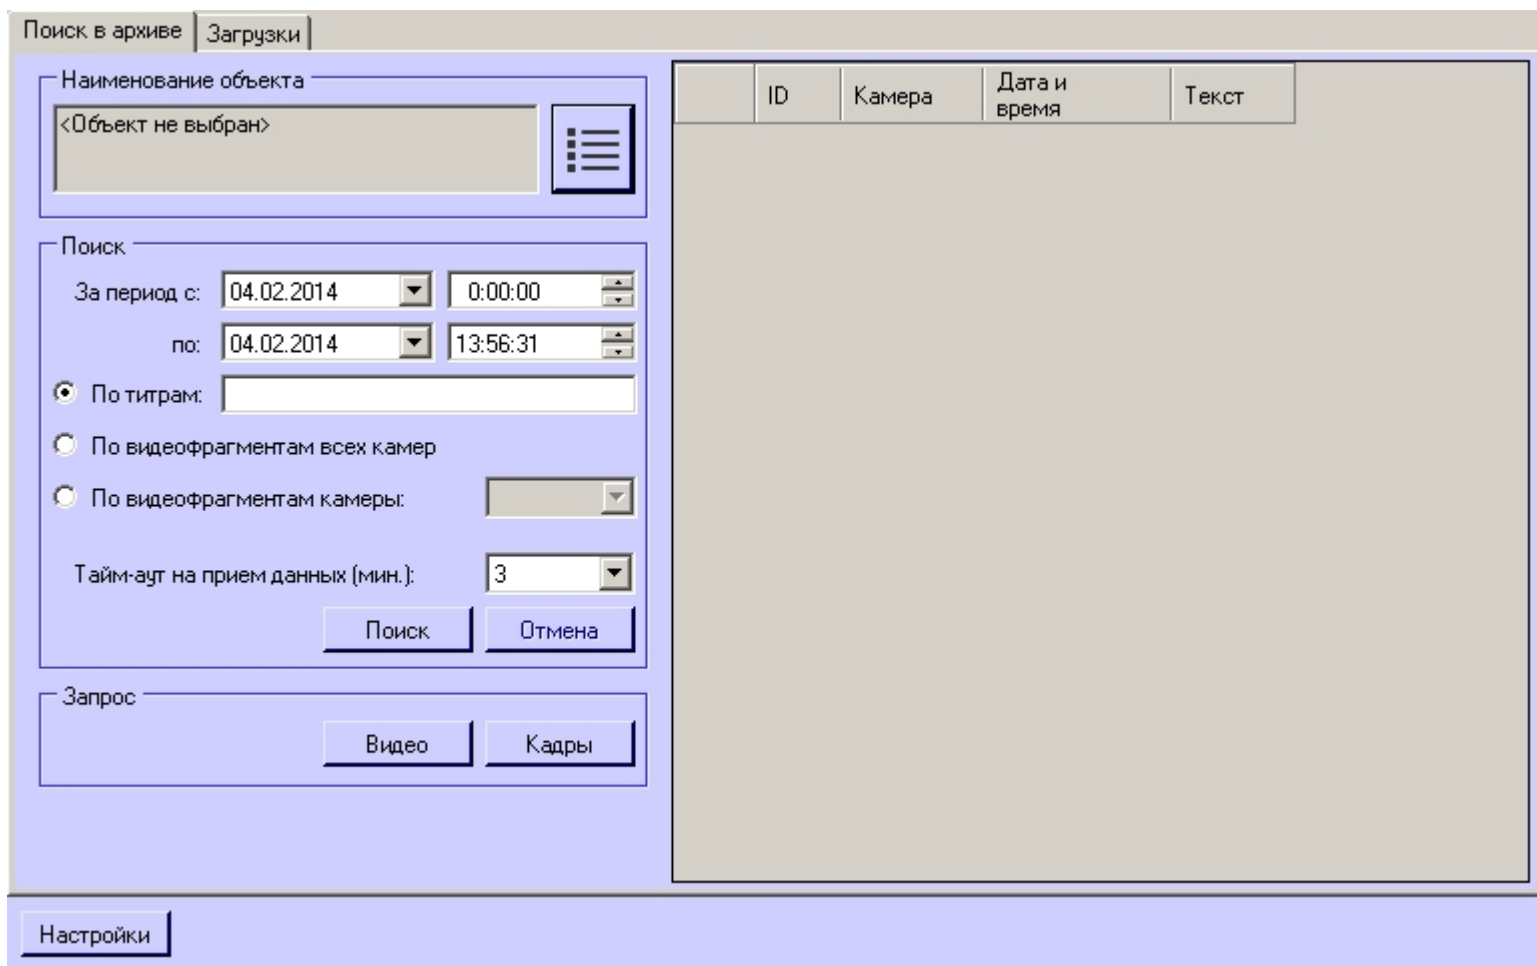 Поиск в архиве
Загрузки
Наименование объекта
<Объект не выбран>
Поиск
За период с: 04.02.2014 0:00:00
по: 04.02.2014 13:56:31
По титрам:
По видеофрагментам всех камер
По видеофрагментам камеры:
Тайм-аут на прием данных (мин.): 3
Поиск Отмена
Запрос
Видео Кадры
ID Камера Дата и время Текст
Настройки